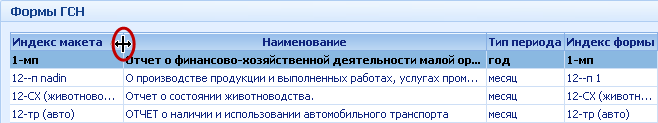 Формы ГСН
Индекс макета Наименование Тип периода Индекс формы
1-мп Отчет о финансово-хозяйственной деятельности малой ор... год 1-мп
12--п nadin О производстве продукции и выполненных работах, услугах пром... месяц 12--п 1
12-СХ (животново... Отчет о состоянии животноводства. месяц 12-СХ (животн...
12-тр (авто) ОТЧЕТ о наличии и использовании автомобильного транспорта месяц 12-тр (авто)